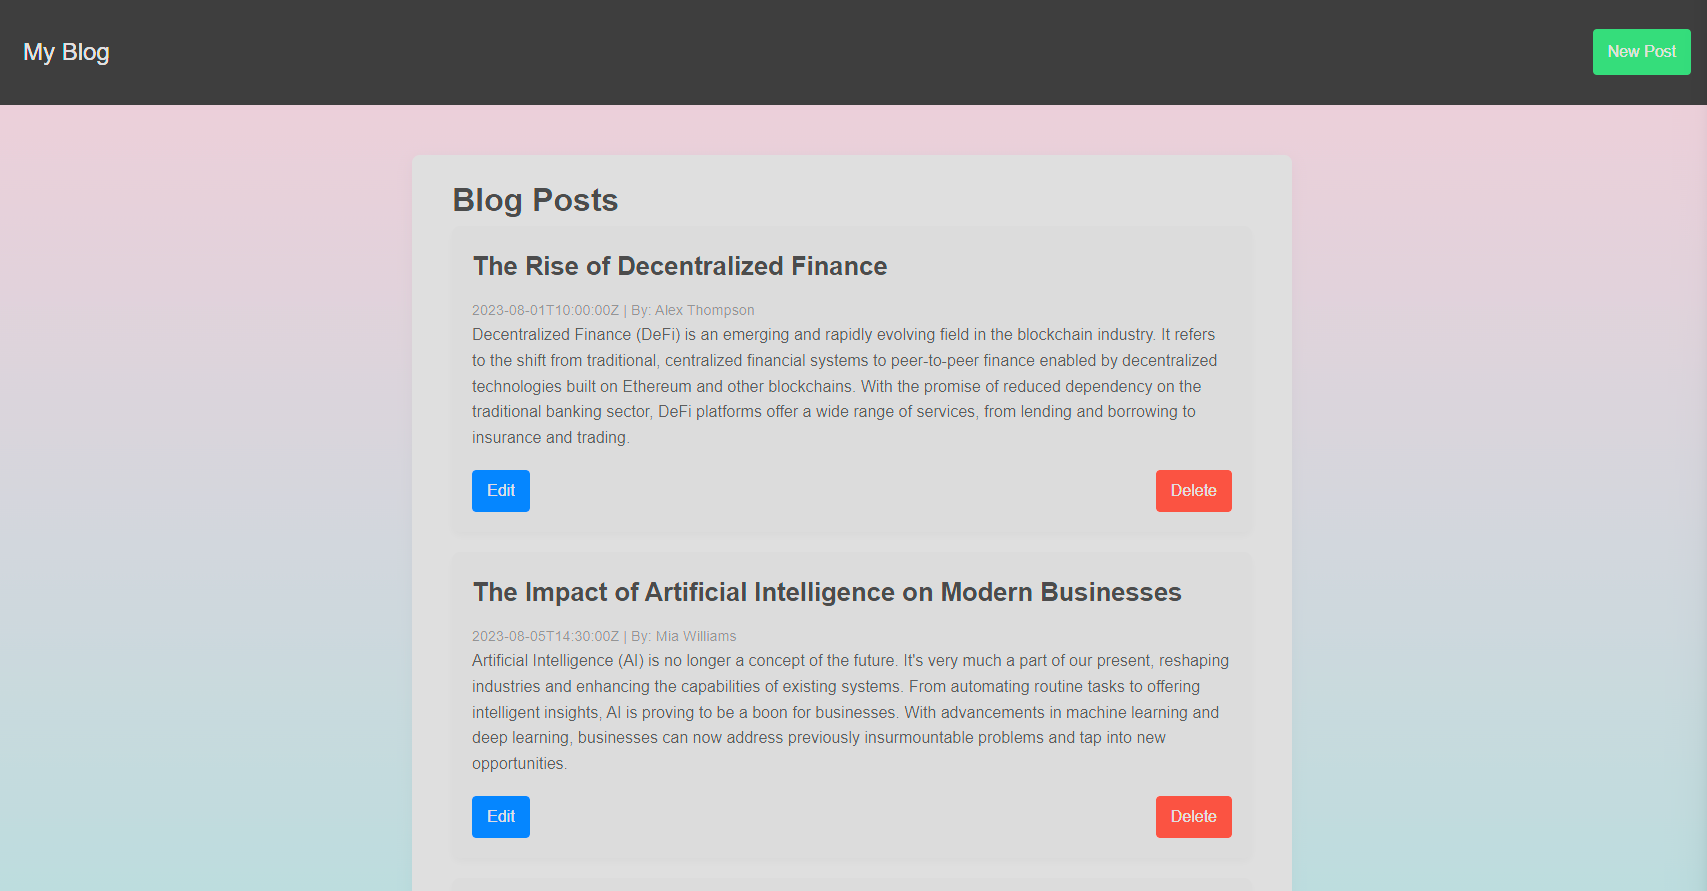 My Blog
New Post
Blog Posts
The Rise of Decentralized Finance
2023-08-01T10:00:00Z | By: Alex Thompson
Decentralized Finance (DeFi) is an emerging and rapidly evolving field in the blockchain industry. It refers
to the shift from traditional, centralized financial systems to peer-to-peer finance enabled by decentralized
technologies built on Ethereum and other blockchains. With the promise of reduced dependency on the
traditional banking sector, DeFi platforms offer a wide range of services, from lending and borrowing to
insurance and trading.
Edit
Delete
The Impact of Artificial Intelligence on Modern Businesses
2023-08-05T14:30:00Z | By: Mia Williams
Artificial Intelligence (AI) is no longer a concept of the future. It's very much a part of our present, reshaping
industries and enhancing the capabilities of existing systems. From automating routine tasks to offering
intelligent insights, AI is proving to be a boon for businesses. With advancements in machine learning and
deep learning, businesses can now address previously insurmountable problems and tap into new
opportunities.
Edit
Delete